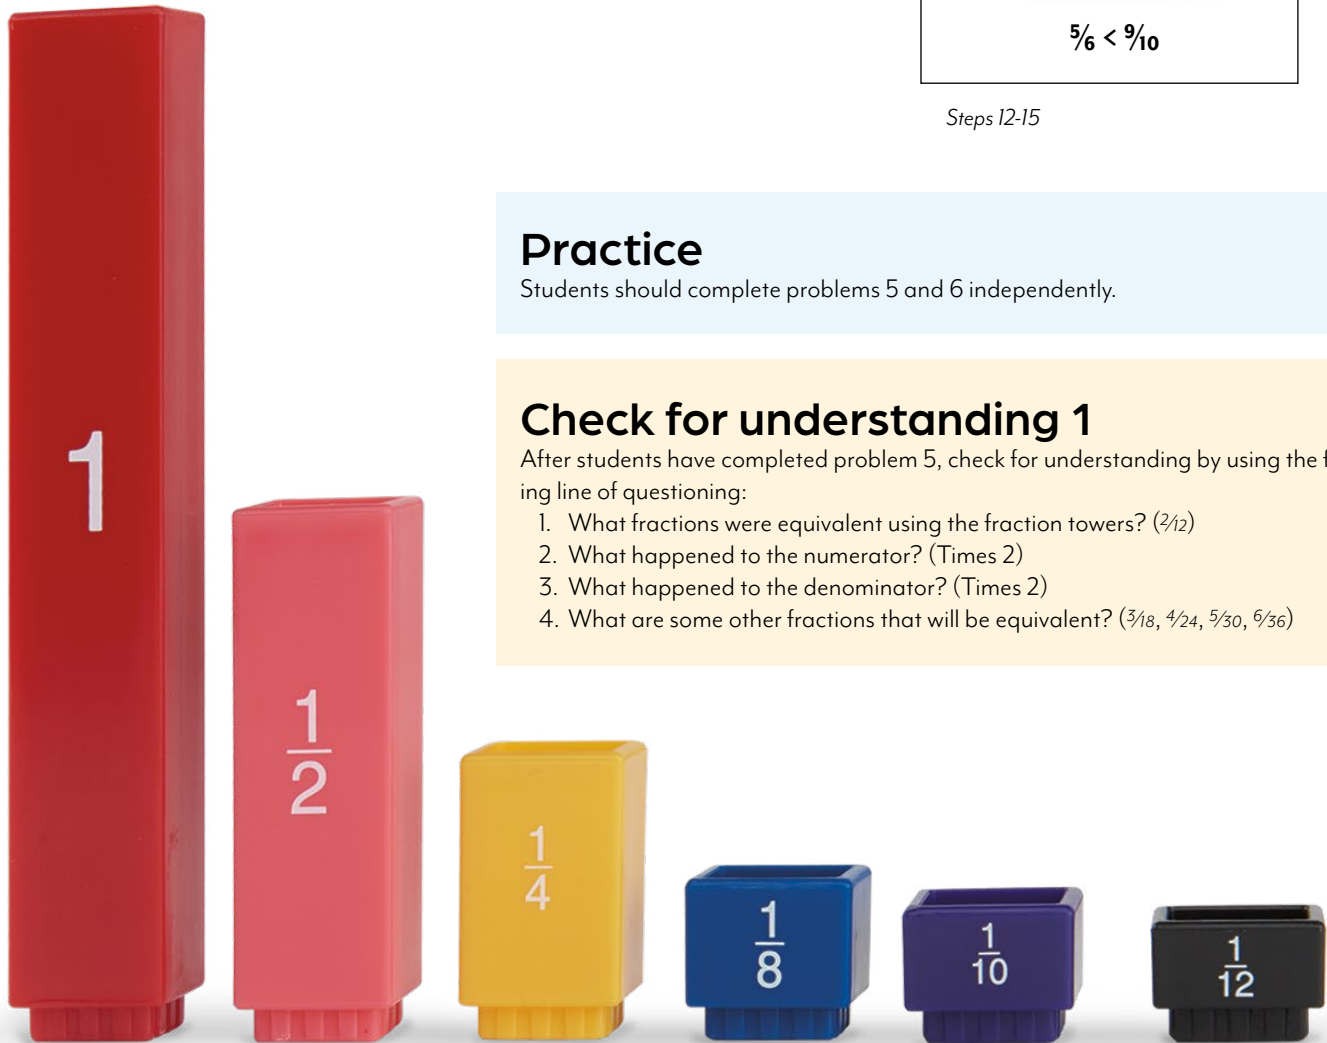 ⁵⁄₆ < ⁹⁄₁₀
Steps 12-15
Practice
Students should complete problems 5 and 6 independently.
Check for understanding 1
After students have completed problem 5, check for understanding by using the
ing line of questioning:
1. What fractions were equivalent using the fraction towers? (2⁄12)
2. What happened to the numerator? (Times 2)
3. What happened to the denominator? (Times 2)
4. What are some other fractions that will be equivalent? (3⁄18, 4⁄24, 5⁄30, 6⁄36)
1
1/2
1/4
1/8
1/10
1/12